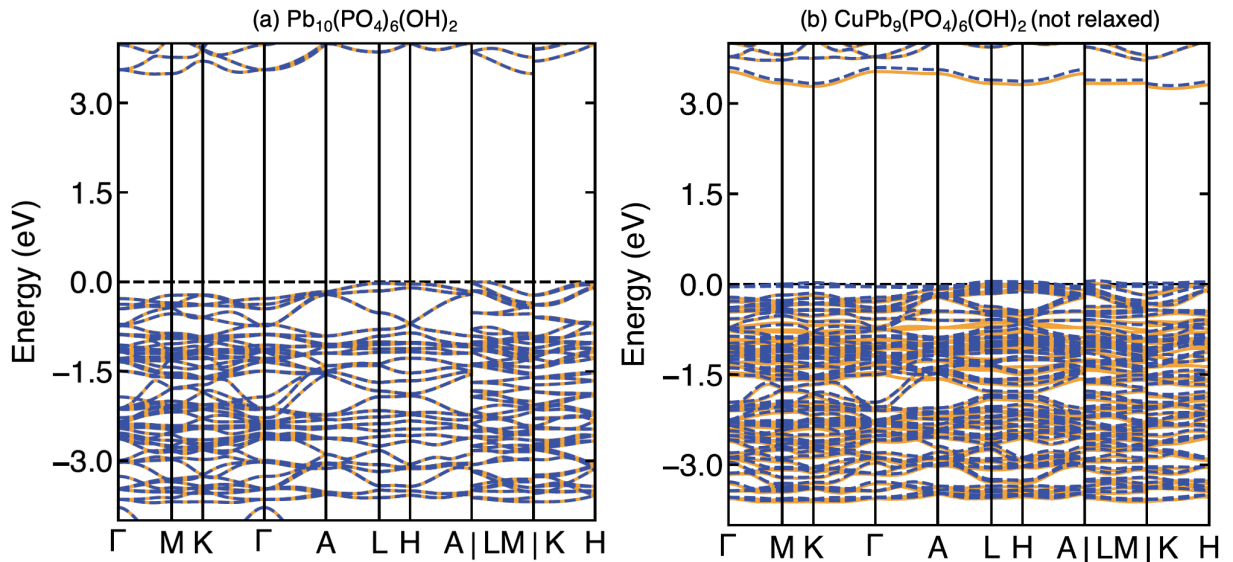 (a) Pb₁₀(PO₄)₆(OH)₂
Energy (eV)
3.0
1.5
0.0
−1.5
−3.0
Γ M K Γ A L H A | LM | K H
(b) CuPb₉(PO₄)₆(OH)₂ (not relaxed)
Energy (eV)
3.0
1.5
0.0
−1.5
−3.0
Γ M K Γ A L H A | LM | K H